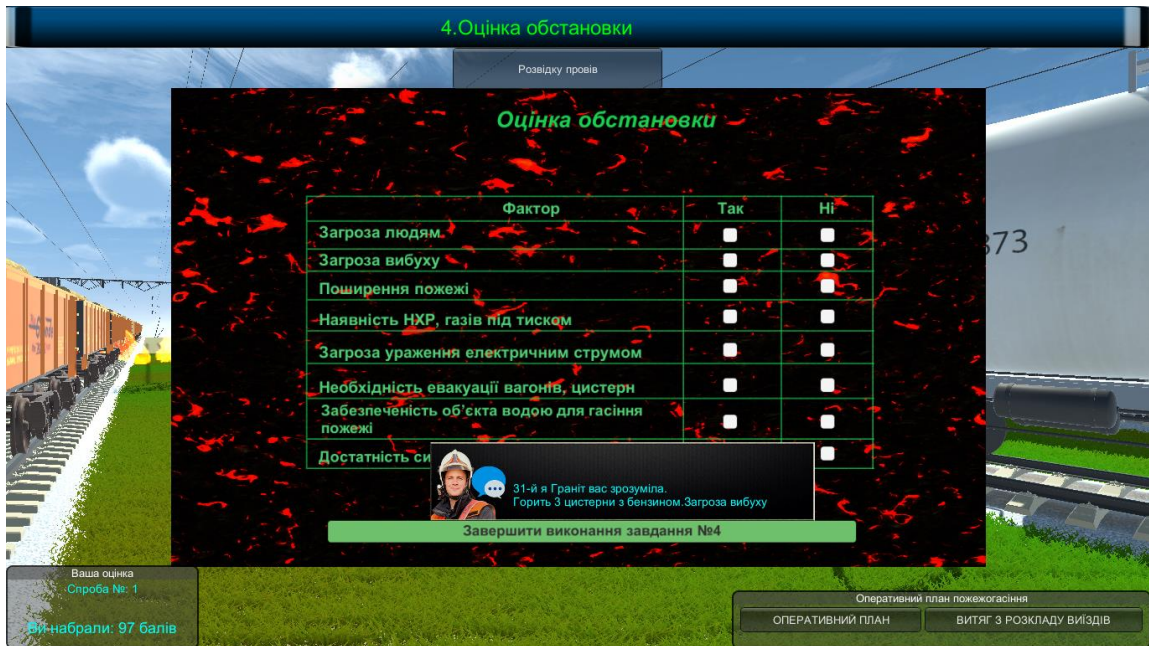 4.Оцінка обстановки
Розвідку провів
Оцінка обстановки
Фактор Так Ні
Загроза людям
Загроза вибуху
Поширення пожежі
Наявність НХР, газів під тиском
Загроза ураження електричним струмом
Необхідність евакуації вагонів, цистерн
Забезпеченість об’єкта водою для гасіння
пожежі
Достатність
31-й я Граніт вас зрозуміла.
Горить 3 цистерни з бензином.Загроза вибуху
Завершити виконання завдання №4
873
Ваша оцінка
Спроба №: 1
Ви набрали: 97 балів
Оперативний план пожежогасіння
ОПЕРАТИВНИЙ ПЛАН ВИТЯГ З РОЗКЛАДУ ВИЇЗДІВ